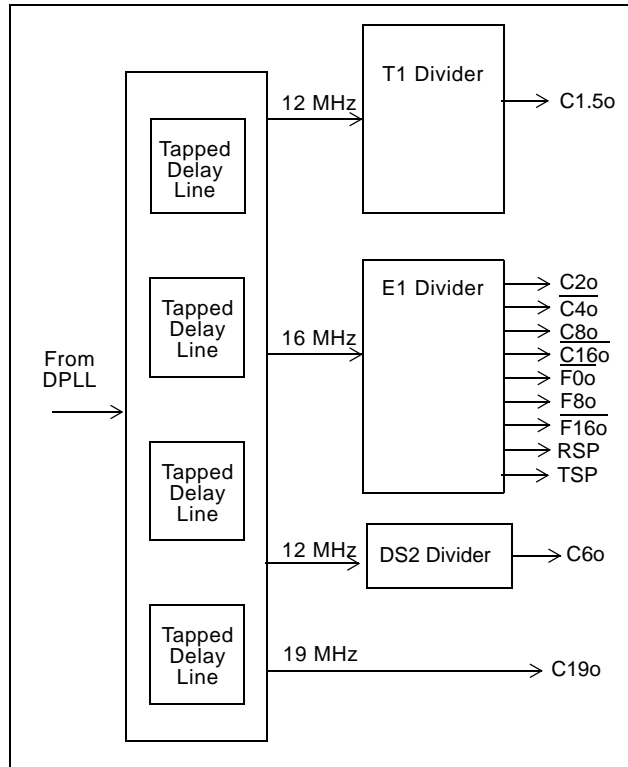 T1 Divider
12 MHz
C1.5o
Tapped
Delay
Line
E1 Divider
C2o
C4o
C8o
C16o
F0o
F8o
F16o
RSP
TSP
Tapped
Delay
Line
16 MHz
From
DPLL
Tapped
Delay
Line
12 MHz
DS2 Divider
C6o
Tapped
Delay
Line
19 MHz
C19o